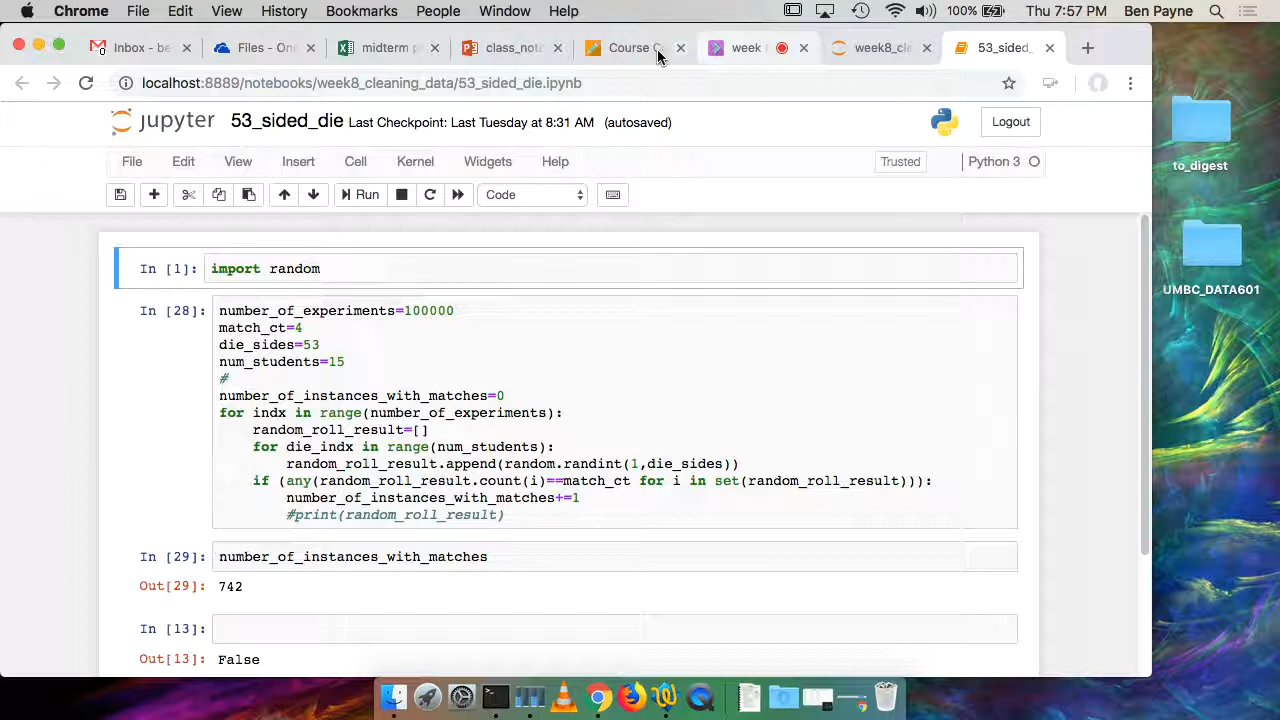 Chrome File Edit View History Bookmarks People Window Help 100% Thu 7:57 PM Ben Payne
Inbox - be Files - One midterm p class_note Course week week8_cle 53_sided_
localhost:8889/notebooks/week8_cleaning_data/53_sided_die.ipynb
jupyter 53_sided_die Last Checkpoint: Last Tuesday at 8:31 AM (autosaved) Logout
File Edit View Insert Cell Kernel Widgets Help Trusted Python 3
Run Code
In [1]: import random
In [28]: number_of_experiments=100000
match_ct=4
die_sides=53
num_students=15
#
number_of_instances_with_matches=0
for indx in range(number_of_experiments):
random_roll_result=[]
for die_indx in range(num_students):
random_roll_result.append(random.randint(1,die_sides))
if (any(random_roll_result.count(i)==match_ct for i in set(random_roll_result))):
number_of_instances_with_matches+=1
#print(random_roll_result)
In [29]: number_of_instances_with_matches
Out[29]: 742
In [13]:
Out[13]: False
to_digest
UMBC_DATA601